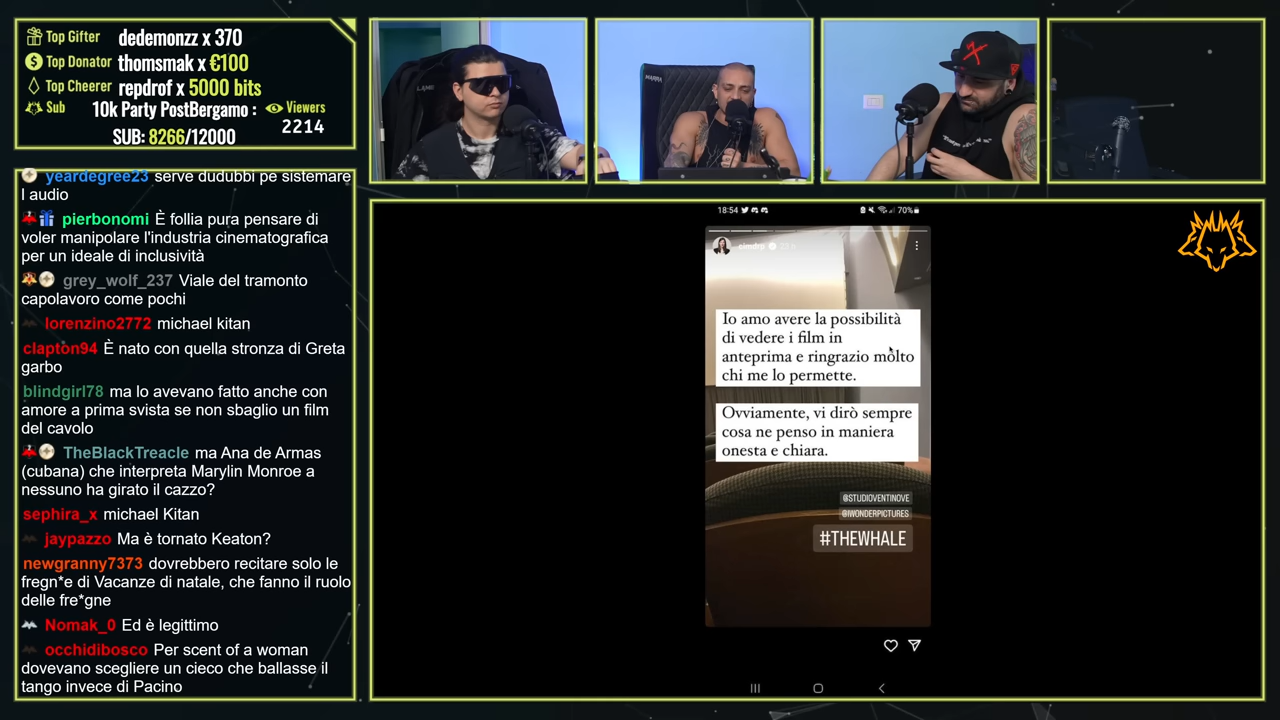 Top Gifter dedemonzz x 370
Top Donator thomsmak x €100
Top Cheerer repdrof x 5000 bits
Sub 10k Party PostBergamo : SUB: 8266/12000
Viewers 2214
yeardegree23 serve dudubbi pe sistemare
l audio
pierbonomi È follia pura pensare di
voler manipolare l'industria cinematografica
per un ideale di inclusività
grey_wolf_237 Viale del tramonto
capolavoro come pochi
lorenzino2772 michael kitan
clapton94 È nato con quella stronza di Greta
garbo
blindgirl78 ma lo avevano fatto anche con
amore a prima svista se non sbaglio un film
del cavolo
TheBlackTreacle ma Ana de Armas
(cubana) che interpreta Marylin Monroe a
nessuno ha girato il cazzo?
sephira_x michael Kitan
jaypazzo Ma è tornato Keaton?
newgranny7373 dovrebbero recitare solo le
fregn*e di Vacanze di natale, che fanno il ruolo
delle fre*gne
Nomak_0 Ed è legittimo
occhidibosco Per scent of a woman
dovevano scegliere un cieco che ballasse il
tango invece di Pacino
18:54
70%
Io amo avere la possibilità
di vedere i film in
anteprima e ringrazio molto
chi me lo permette.
Ovviamente, vi dirò sempre
cosa ne penso in maniera
onesta e chiara.
@STUDIOVENTINOVE
@IWONDERPICTURES
#THEWHALE